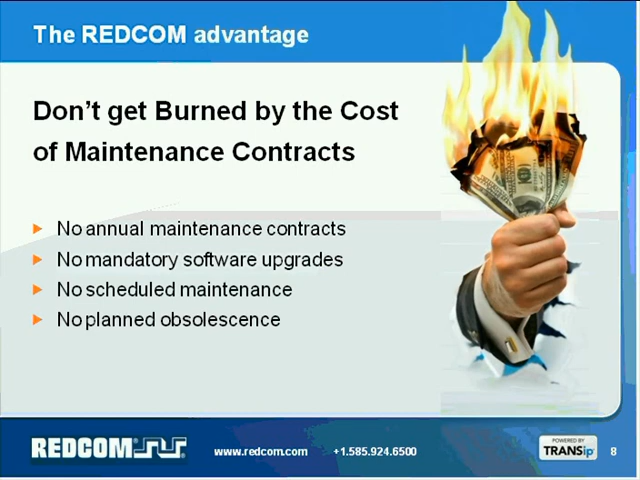 The REDCOM advantage
Don't get Burned by the Cost
of Maintenance Contracts
No annual maintenance contracts
No mandatory software upgrades
No scheduled maintenance
No planned obsolescence
REDCOM
www.redcom.com +1.585.924.6500
POWERED BY
TRANSip
8